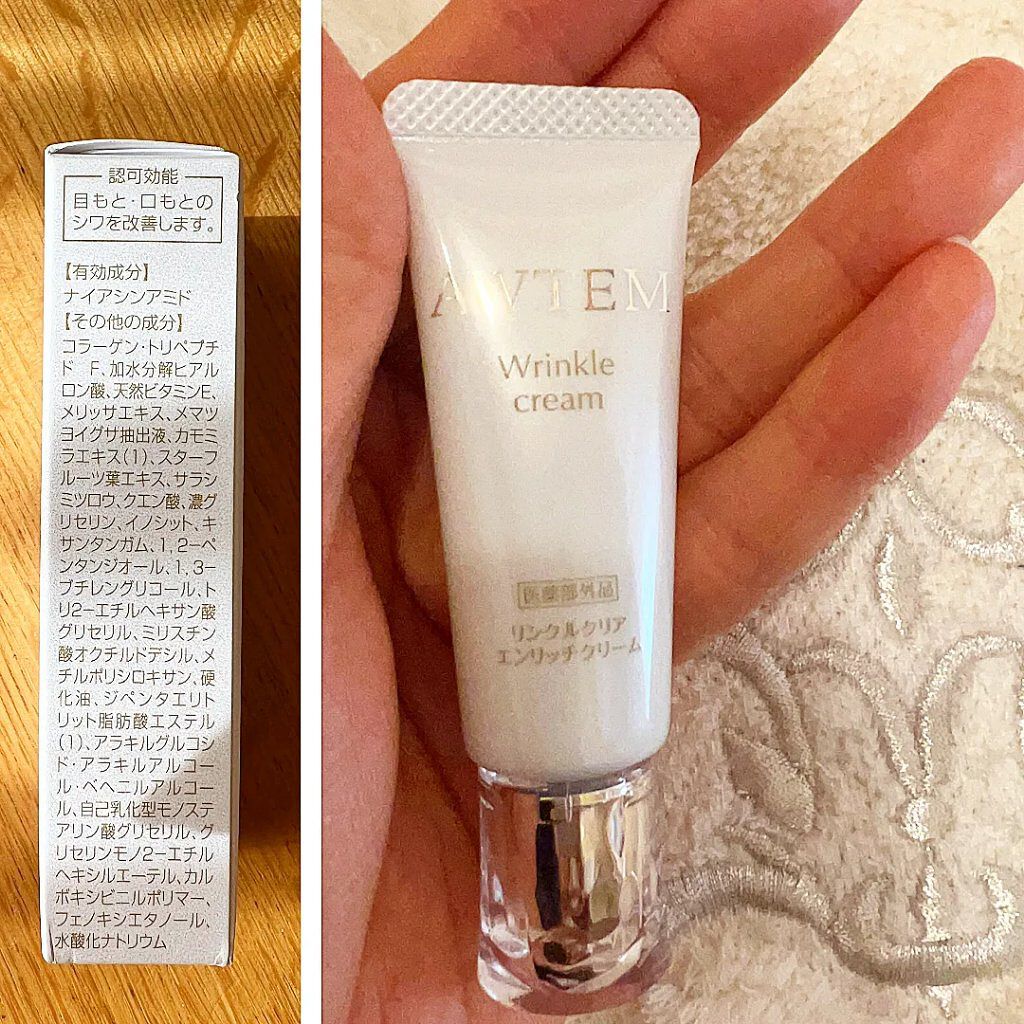 認可効能
目もと・口もとの
シワを改善します。
【有効成分】
ナイアシンアミド
【その他の成分】
コラーゲン・トリペプチ
ド F、加水分解ヒアル
ロン酸、天然ビタミンE、
メリッサエキス、メマツ
ヨイグサ抽出液、カモミ
ラエキス(1)、スターフ
ルーツ葉エキス、サラシ
ミツロウ、クエン酸、濃グ
リセリン、イノシット、キ
サンタンガム、1,2-ペ
ンタンジオール、1,3-
ブチレングリコール、ト
リ2-エチルヘキサン酸
グリセリル、ミリスチン
酸オクチルドデシル、メ
チルポリシロキサン、硬
化油、ジペンタエリト
リット脂肪酸エステル
(1)、アラキルグルコシ
ド・アラキルアルコー
ル・ベヘニルアルコー
ル、自己乳化型モノステ
アリン酸グリセリル、グ
リセリンモノ2-エチル
ヘキシルエーテル、カル
ボキシビニルポリマー、
フェノキシエタノール、
水酸化ナトリウム
AVTEM
Wrinkle
cream
医薬部外品
リンクルクリア
エンリッチクリーム